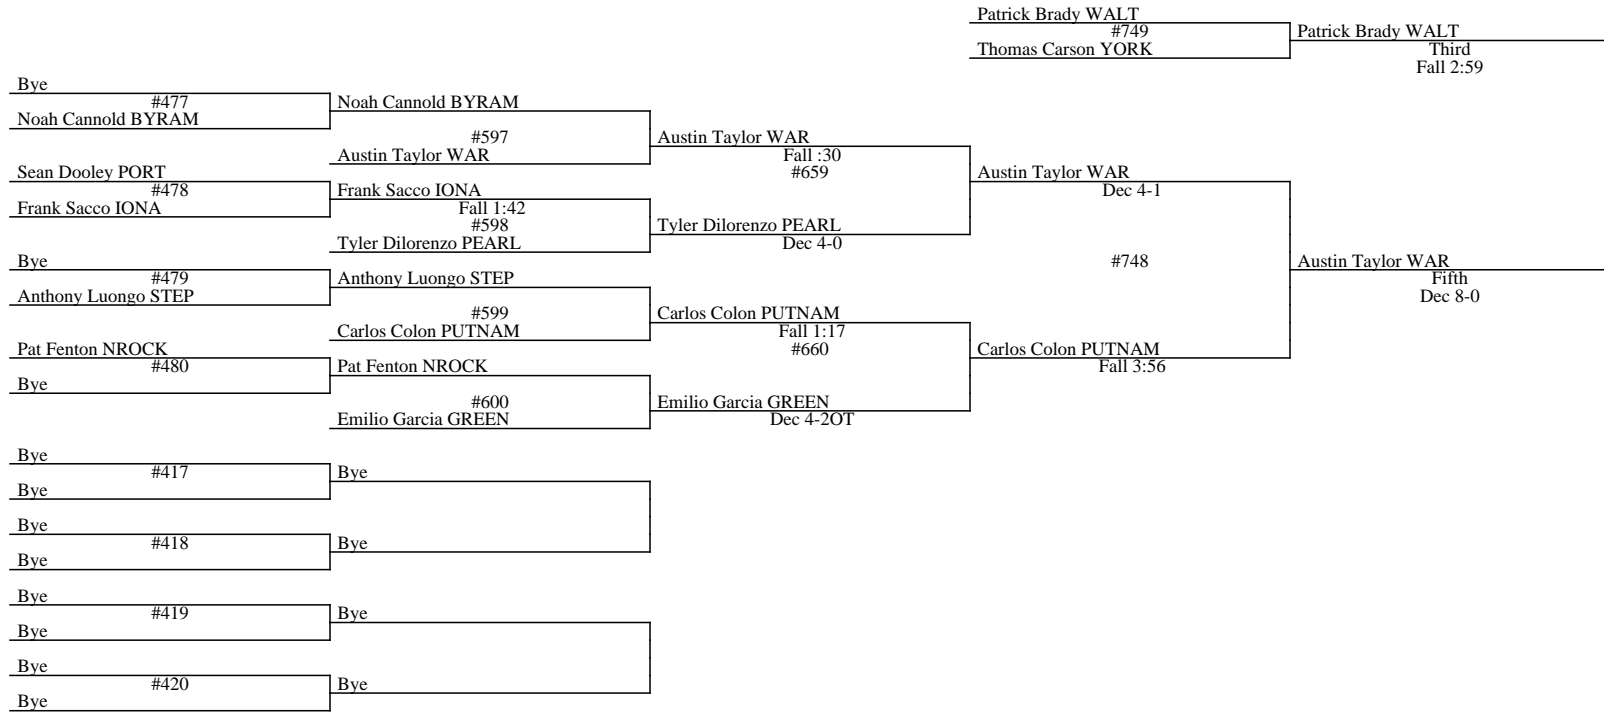 Patrick Brady WALT
#749
Thomas Carson YORK
Patrick Brady WALT
Third
Fall 2:59
Bye
#477
Noah Cannold BYRAM
Sean Dooley PORT
#478
Frank Sacco IONA
Bye
#479
Anthony Luongo STEP
Pat Fenton NROCK
#480
Bye
Noah Cannold BYRAM
#597
Austin Taylor WAR
Frank Sacco IONA
Fall 1:42
#598
Tyler Dilorenzo PEARL
Anthony Luongo STEP
#599
Carlos Colon PUTNAM
Pat Fenton NROCK
#600
Emilio Garcia GREEN
Austin Taylor WAR
Fall :30
#659
Tyler Dilorenzo PEARL
Dec 4-0
Carlos Colon PUTNAM
Fall 1:17
#660
Emilio Garcia GREEN
Dec 4-2OT
Austin Taylor WAR
Dec 4-1
#748
Carlos Colon PUTNAM
Fall 3:56
Austin Taylor WAR
Fifth
Dec 8-0
Bye
#417
Bye
Bye
#418
Bye
Bye
#419
Bye
Bye
#420
Bye
Bye
Bye
Bye
Bye